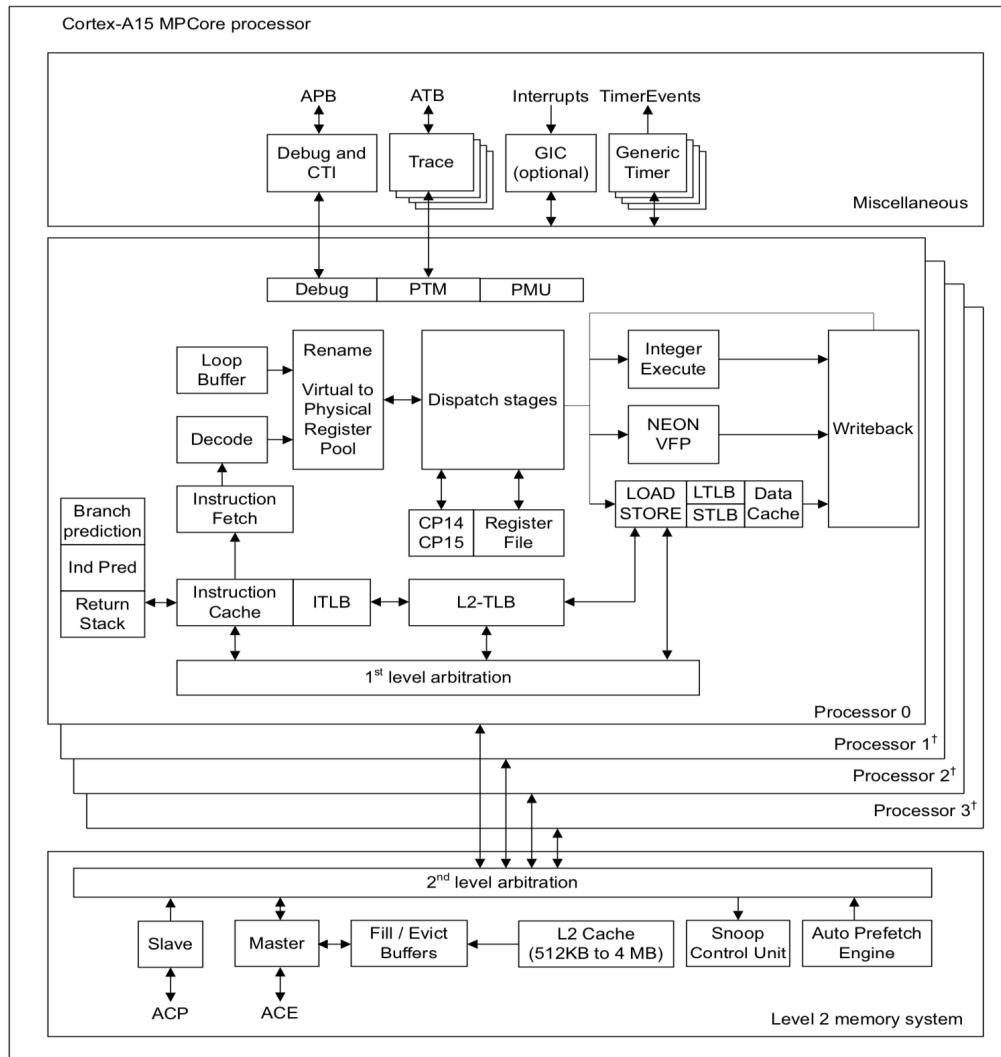 Cortex-A15 MPCore processor
APB
ATB
Interrupts
TimerEvents
Debug and
CTI
Trace
GIC
(optional)
Generic
Timer
Miscellaneous
Debug
PTM
PMU
Loop
Buffer
Rename
Virtual to
Physical
Register
Pool
Dispatch stages
Integer
Execute
Writeback
Decode
NEON
VFP
Instruction
Fetch
LOAD
STORE
LTLB
STLB
Data
Cache
Branch
prediction
Ind Pred
Return
Stack
CP14
CP15
Register
File
Instruction
Cache
ITLB
L2-TLB
1st level arbitration
Processor 0
Processor 1†
Processor 2†
Processor 3†
2nd level arbitration
Slave
Master
Fill / Evict
Buffers
L2 Cache
(512KB to 4 MB)
Snoop
Control Unit
Auto Prefetch
Engine
ACP
ACE
Level 2 memory system